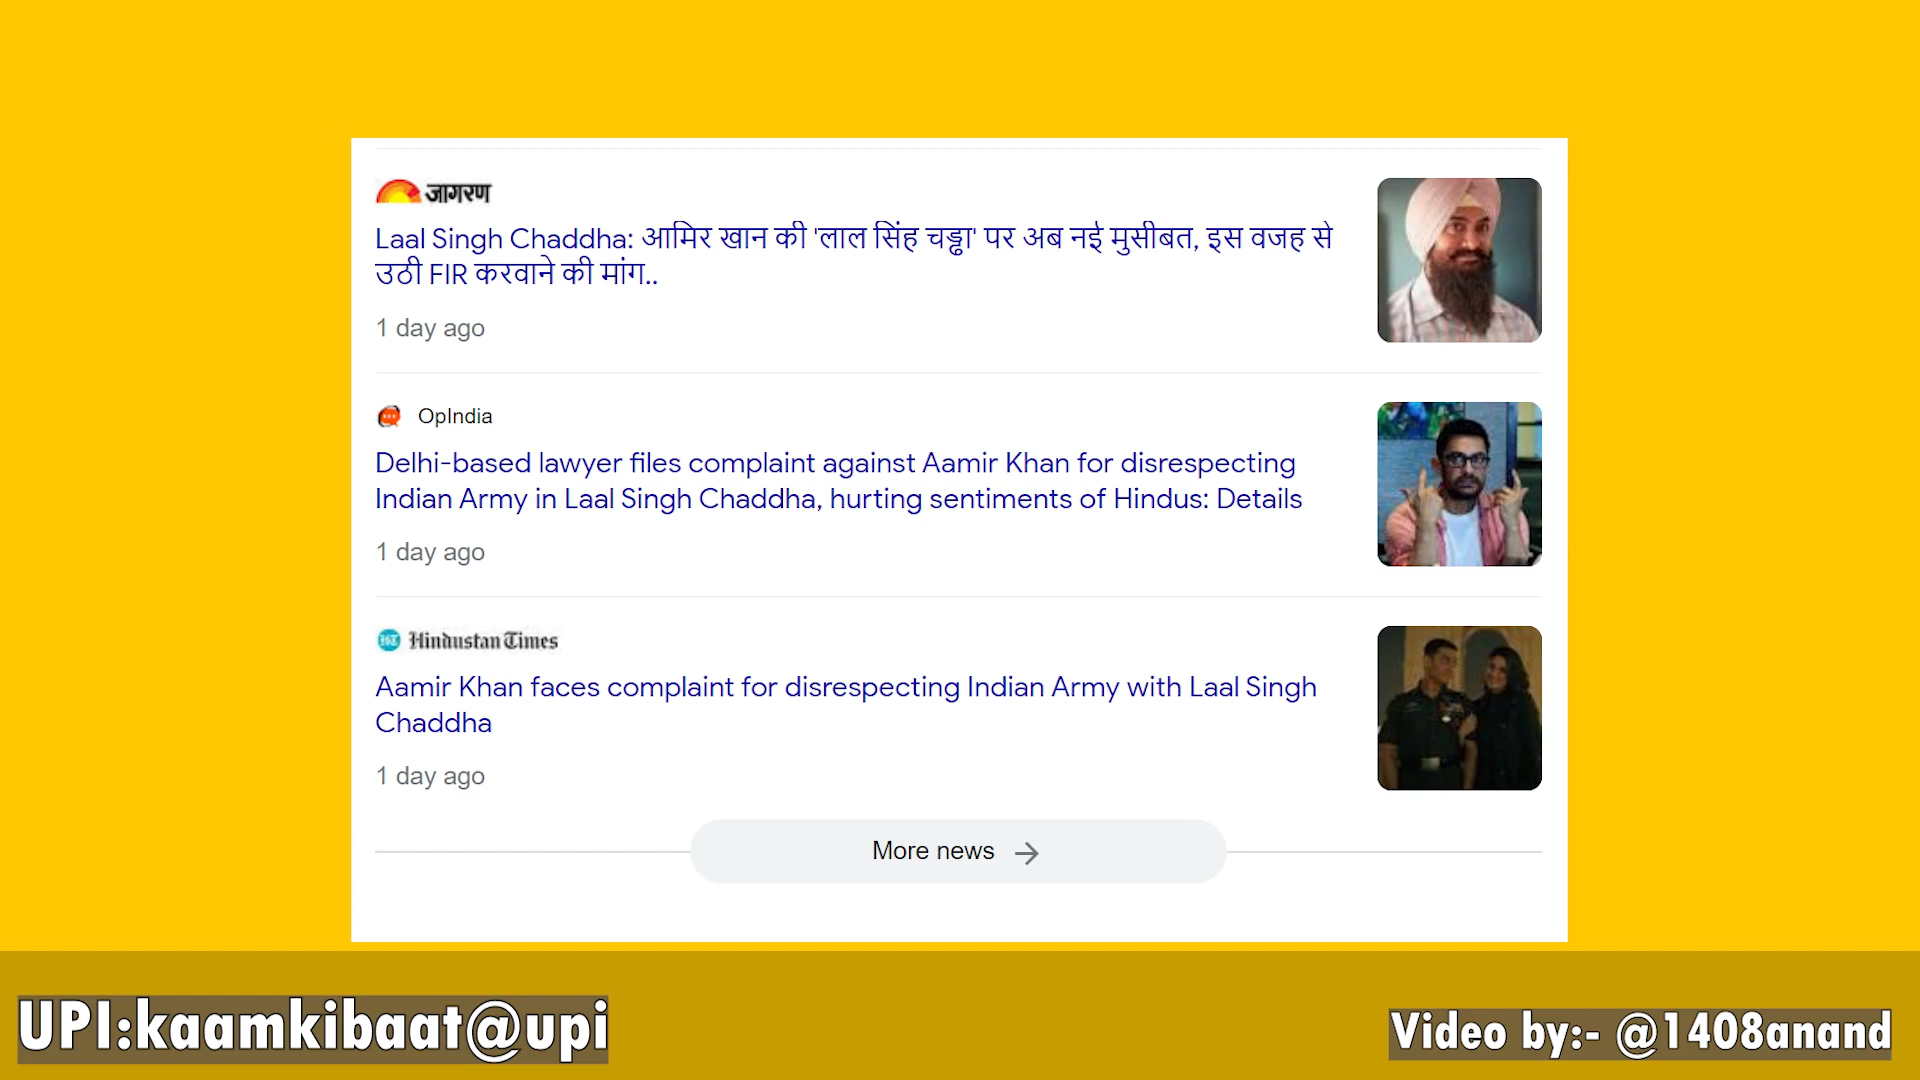 जागरण
Laal Singh Chaddha: आमिर खान की 'लाल सिंह चड्ढा' पर अब नई मुसीबत, इस वजह से
उठी FIR करवाने की मांग..
1 day ago
OpIndia
Delhi-based lawyer files complaint against Aamir Khan for disrespecting
Indian Army in Laal Singh Chaddha, hurting sentiments of Hindus: Details
1 day ago
HT Hindustan Times
Aamir Khan faces complaint for disrespecting Indian Army with Laal Singh
Chaddha
1 day ago
More news
UPI:kaamkibaat@upi
Video by:- @1408anand